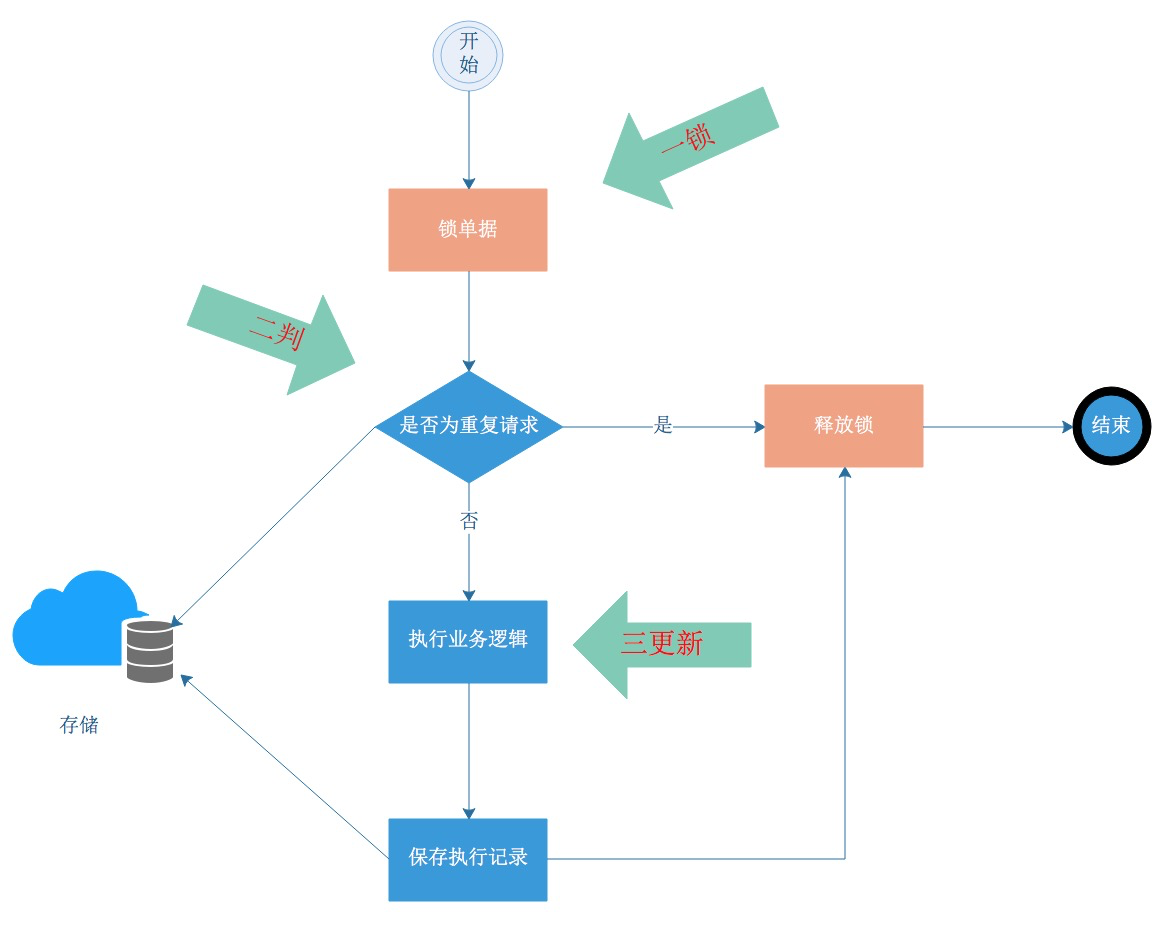 开
始
一锁
锁单据
二判
是否为重复请求
是
释放锁
结束
否
执行业务逻辑
三更新
存储
保存执行记录